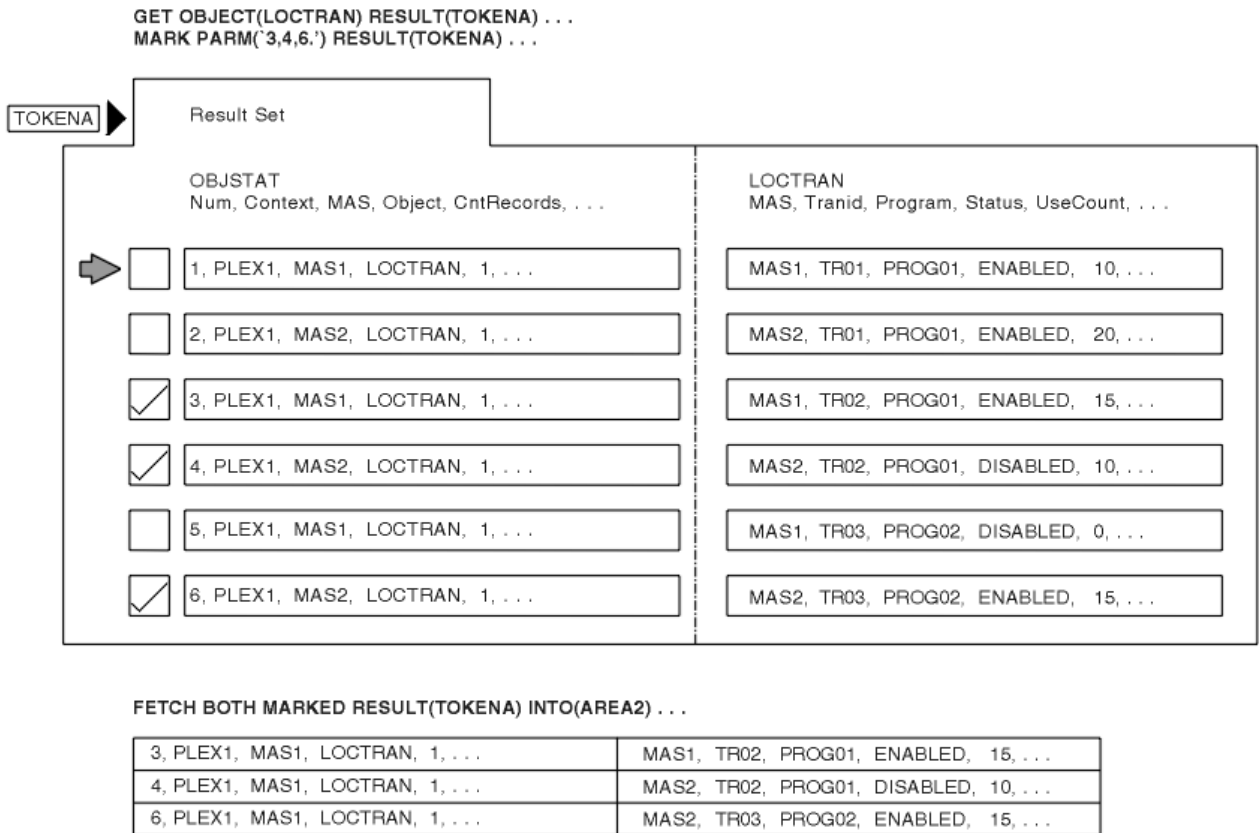 GET OBJECT(LOCTRAN) RESULT(TOKENA) . . .
MARK PARM(`3,4,6.') RESULT(TOKENA) . . .
TOKENA
Result Set
OBJSTAT
Num, Context, MAS, Object, CntRecords, . . .
LOCTRAN
MAS, Tranid, Program, Status, UseCount, . . .
1, PLEX1, MAS1, LOCTRAN, 1, . . .
MAS1, TR01, PROG01, ENABLED, 10, . . .
2, PLEX1, MAS2, LOCTRAN, 1, . . .
MAS2, TR01, PROG01, ENABLED, 20, . . .
3, PLEX1, MAS1, LOCTRAN, 1, . . .
MAS1, TR02, PROG01, ENABLED, 15, . . .
4, PLEX1, MAS2, LOCTRAN, 1, . . .
MAS2, TR02, PROG01, DISABLED, 10, . . .
5, PLEX1, MAS1, LOCTRAN, 1, . . .
MAS1, TR03, PROG02, DISABLED, 0, . . .
6, PLEX1, MAS2, LOCTRAN, 1, . . .
MAS2, TR03, PROG02, ENABLED, 15, . . .
FETCH BOTH MARKED RESULT(TOKENA) INTO(AREA2) . . .
3, PLEX1, MAS1, LOCTRAN, 1, . . .
MAS1, TR02, PROG01, ENABLED, 15, . . .
4, PLEX1, MAS1, LOCTRAN, 1, . . .
MAS2, TR02, PROG01, DISABLED, 10, . . .
6, PLEX1, MAS1, LOCTRAN, 1, . . .
MAS2, TR03, PROG02, ENABLED, 15, . . .